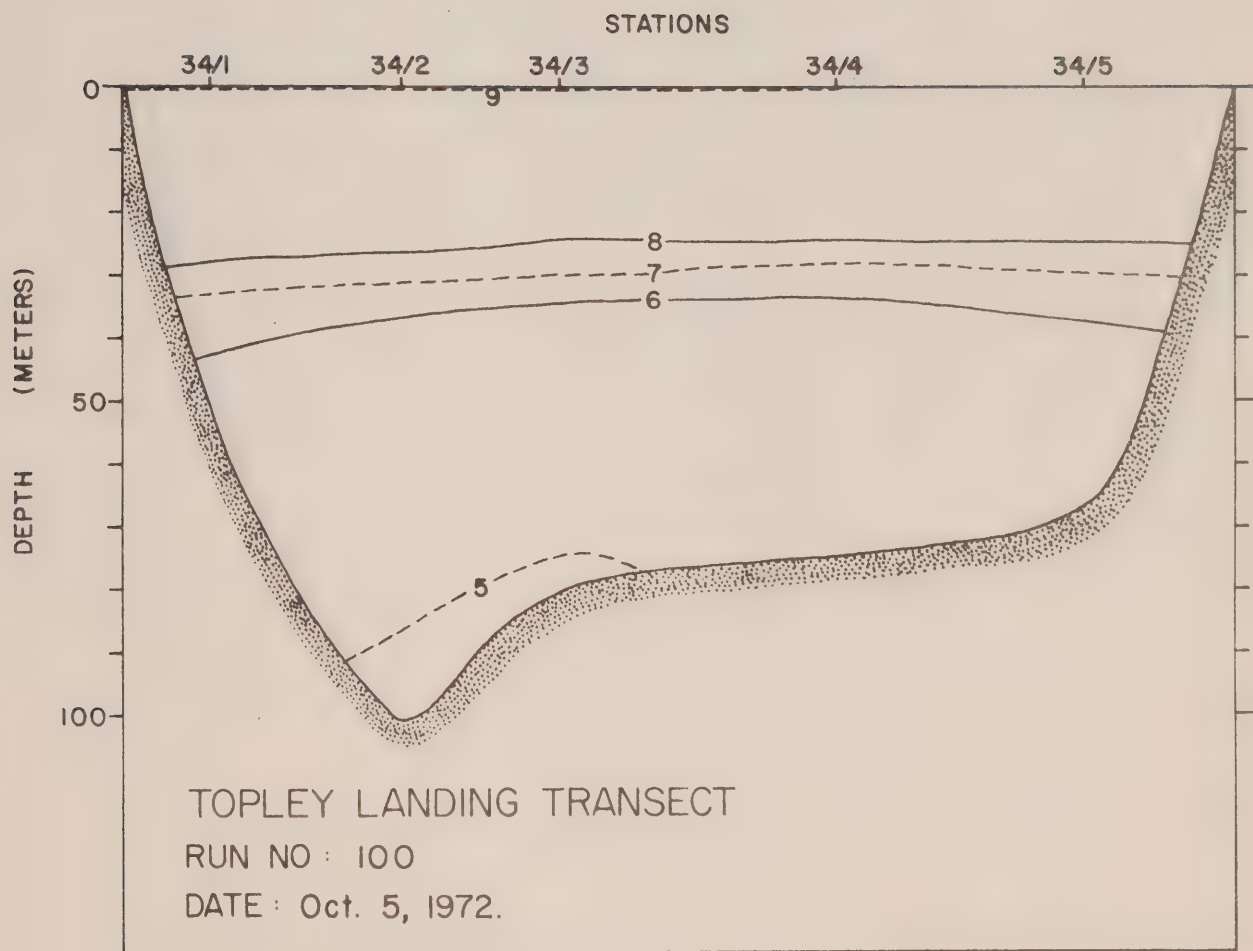 STATIONS
34/1 34/2 34/3 34/4 34/5
0
9
8
7
6
50
5
100
DEPTH (METERS)
TOPLEY LANDING TRANSECT
RUN NO : 100
DATE : Oct. 5, 1972.